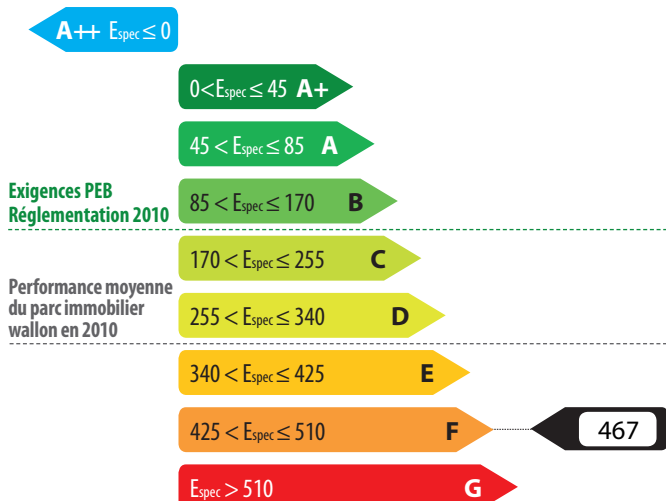 A++ Espec ≤ 0
0 < Espec ≤ 45 A+
45 < Espec ≤ 85 A
Exigences PEB
Réglementation 2010
85 < Espec ≤ 170 B
170 < Espec ≤ 255 C
Performance moyenne
du parc immobilier
wallon en 2010
255 < Espec ≤ 340 D
340 < Espec ≤ 425 E
425 < Espec ≤ 510 F 467
Espec > 510 G